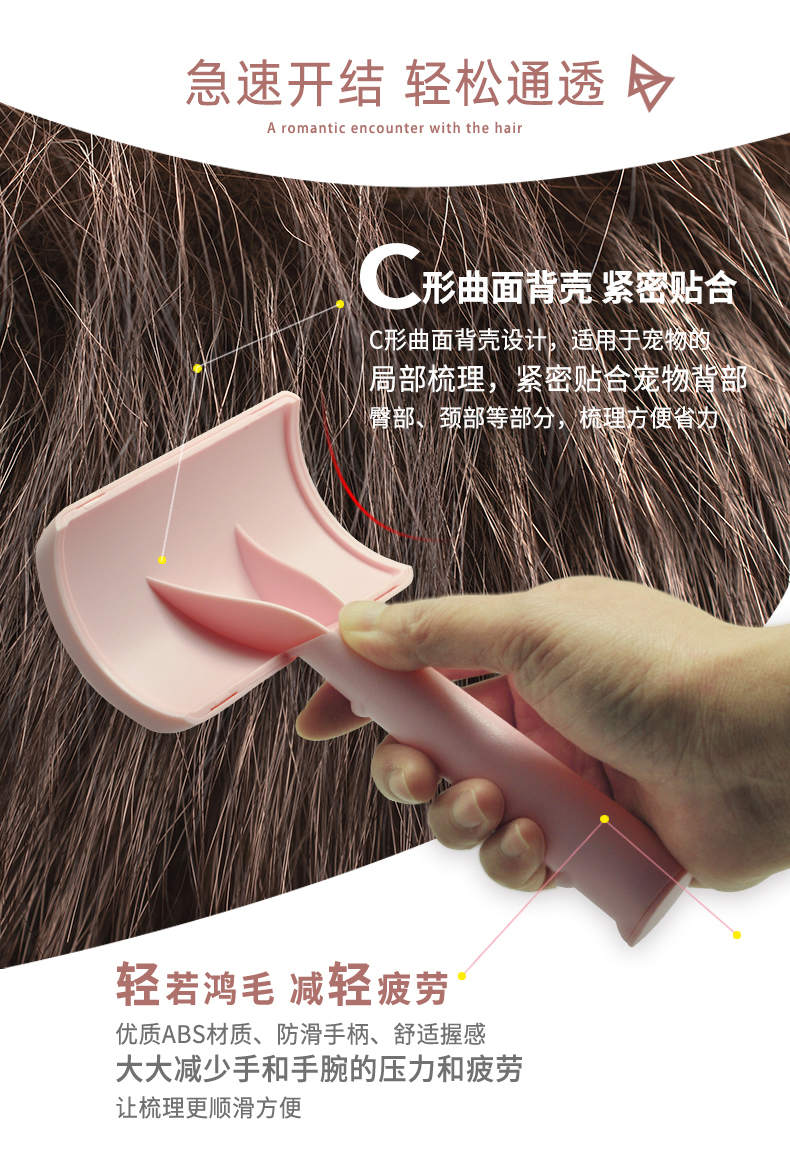 急速开结 轻松通透
A romantic encounter with the hair
C形曲面背壳 紧密贴合
C形曲面背壳设计，适用于宠物的
局部梳理，紧密贴合宠物背部
臀部、颈部等部分，梳理方便省力
轻若鸿毛 减轻疲劳
优质ABS材质、防滑手柄、舒适握感
大大减少手和手腕的压力和疲劳
让梳理更顺滑方便